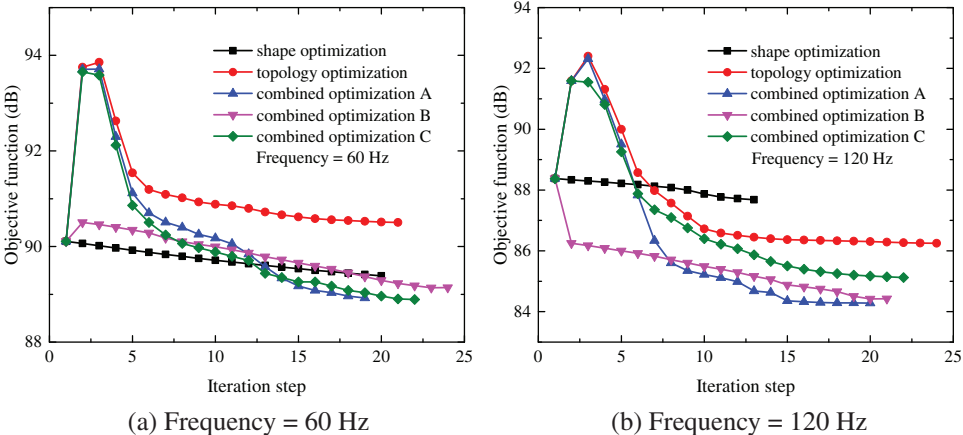 94
92
90
88
0
5
10
15
20
25
Objective function (dB)
Iteration step
shape optimization
topology optimization
combined optimization A
combined optimization B
combined optimization C
Frequency = 60 Hz
(a) Frequency = 60 Hz
94
92
90
88
86
84
83
0
5
10
15
20
25
Objective function (dB)
Iteration step
shape optimization
topology optimization
combined optimization A
combined optimization B
combined optimization C
Frequency = 120 Hz
(b) Frequency = 120 Hz